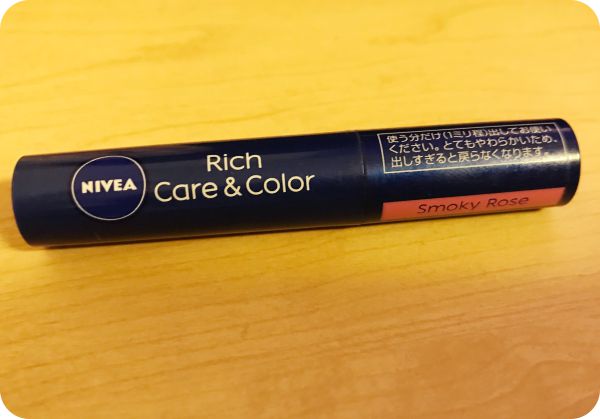 NIVEA
Rich
Care & Color
使う分だけ(1ミリ程)出してお使い
ください。とてもやわらかいため、
出しすぎると戻らなくなります。
Smoky Rose